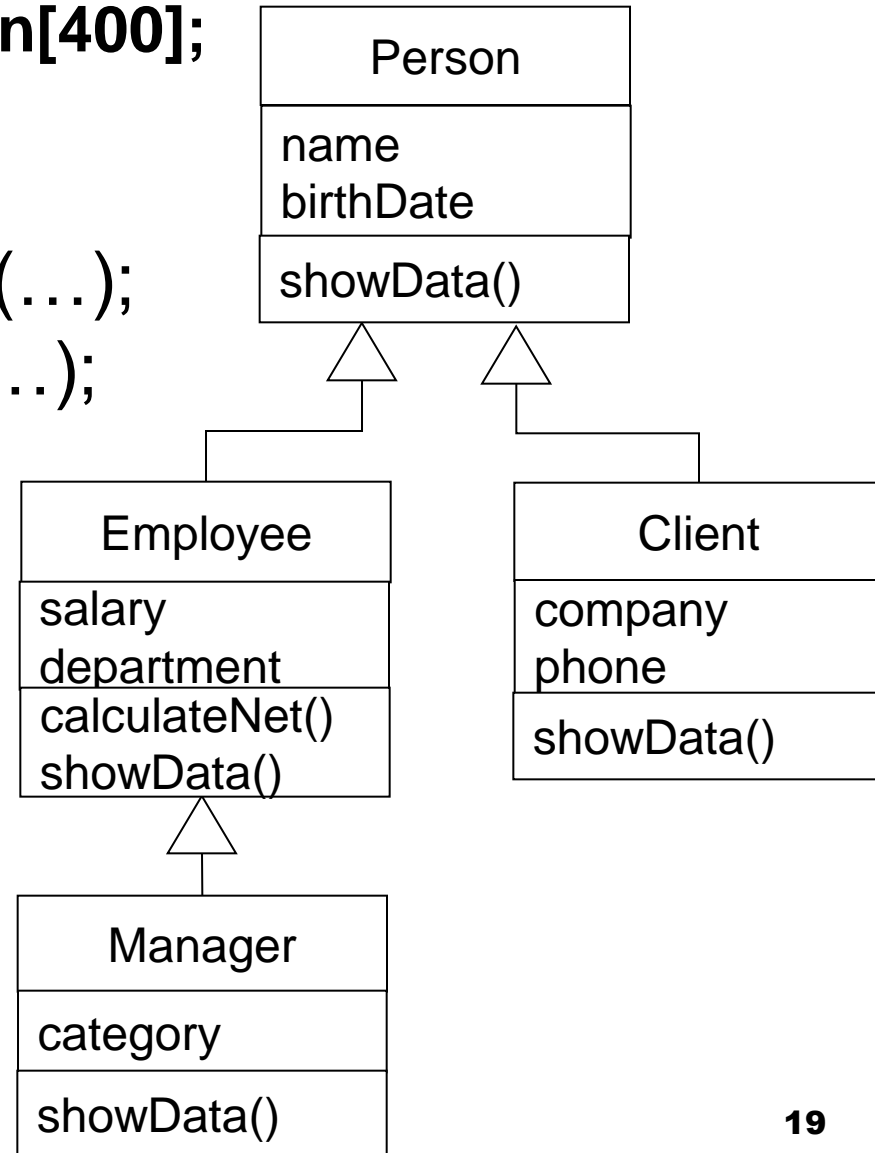 n[400];
(…);
…);
Person
name
birthDate
showData()
Employee
salary
department
calculateNet()
showData()
Client
company
phone
showData()
Manager
category
showData()
19